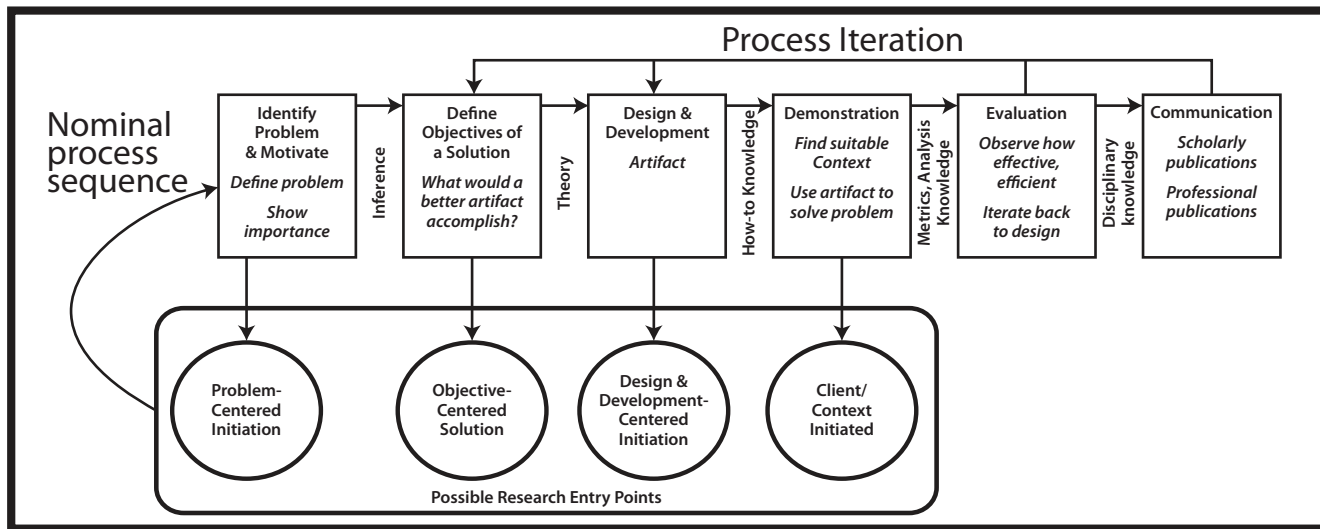 Process Iteration
Nominal
process
sequence
Identify
Problem
& Motivate
Define problem
Show
importance
Inference
Define
Objectives of
a Solution
What would a
better artifact
accomplish?
Theory
Design &
Development
Artifact
How-to Knowledge
Demonstration
Find suitable
Context
Use artifact to
solve problem
Metrics, Analysis
Knowledge
Evaluation
Observe how
effective,
efficient
Iterate back
to design
Disciplinary
knowledge
Communication
Scholarly
publications
Professional
publications
Problem-
Centered
Initiation
Objective-
Centered
Solution
Design &
Development-
Centered
Initiation
Client/
Context
Initiated
Possible Research Entry Points